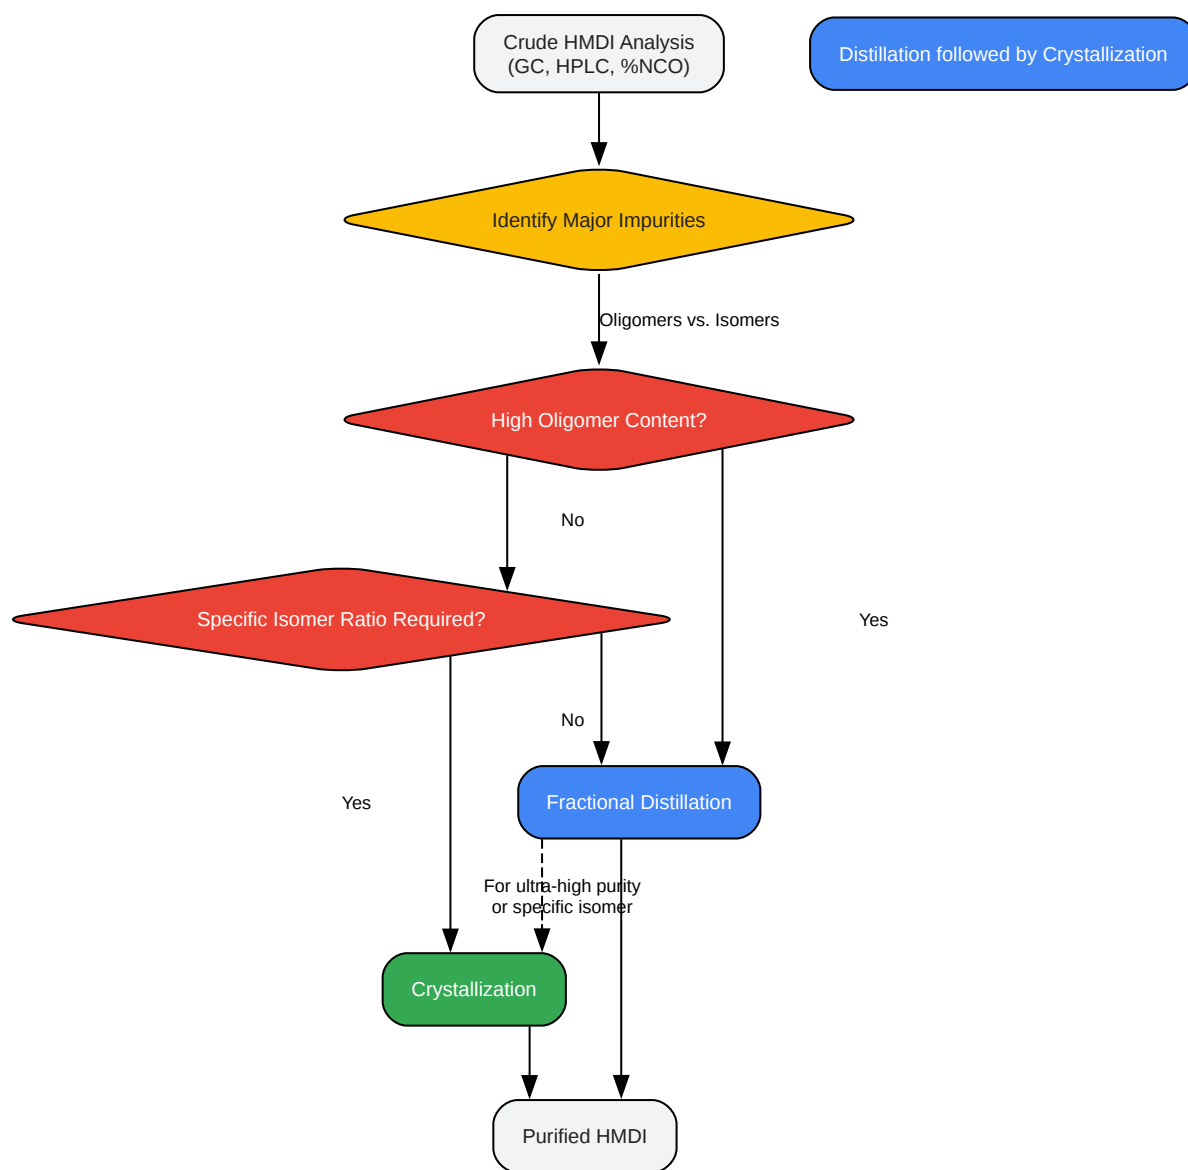 Crude HMDI Analysis
(GC, HPLC, %NCO)
Distillation followed by Crystallization
Identify Major Impurities
Oligomers vs. Isomers
High Oligomer Content?
No
Specific Isomer Ratio Required?
Yes
No
Yes
Fractional Distillation
For ultra-high purity
or specific isomer
Crystallization
Purified HMDI